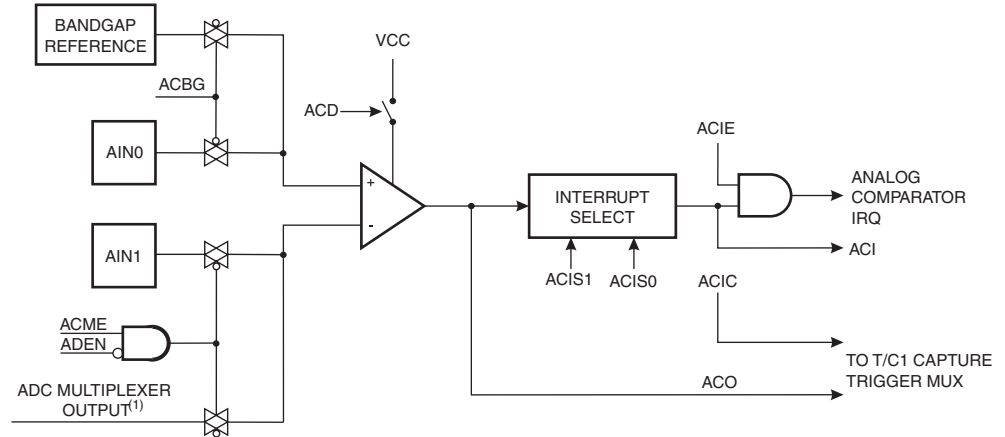 BANDGAP
REFERENCE
VCC
ACBG
ACD
AIN0
ACIE
+
INTERRUPT
SELECT
ANALOG
COMPARATOR
IRQ
-
AIN1
ACI
ACIS1
ACIS0
ACIC
ACME
ADEN
TO T/C1 CAPTURE
TRIGGER MUX
ADC MULTIPLEXER
OUTPUT(1)
ACO